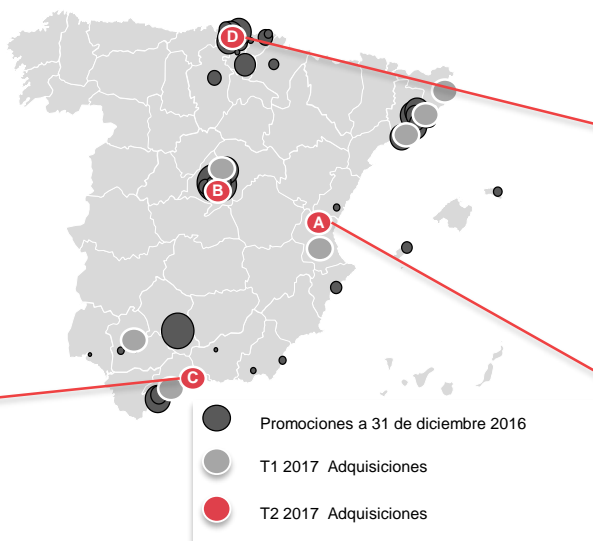 D
B
A
C
Promociones a 31 de diciembre 2016
T1 2017 Adquisiciones
T2 2017 Adquisiciones